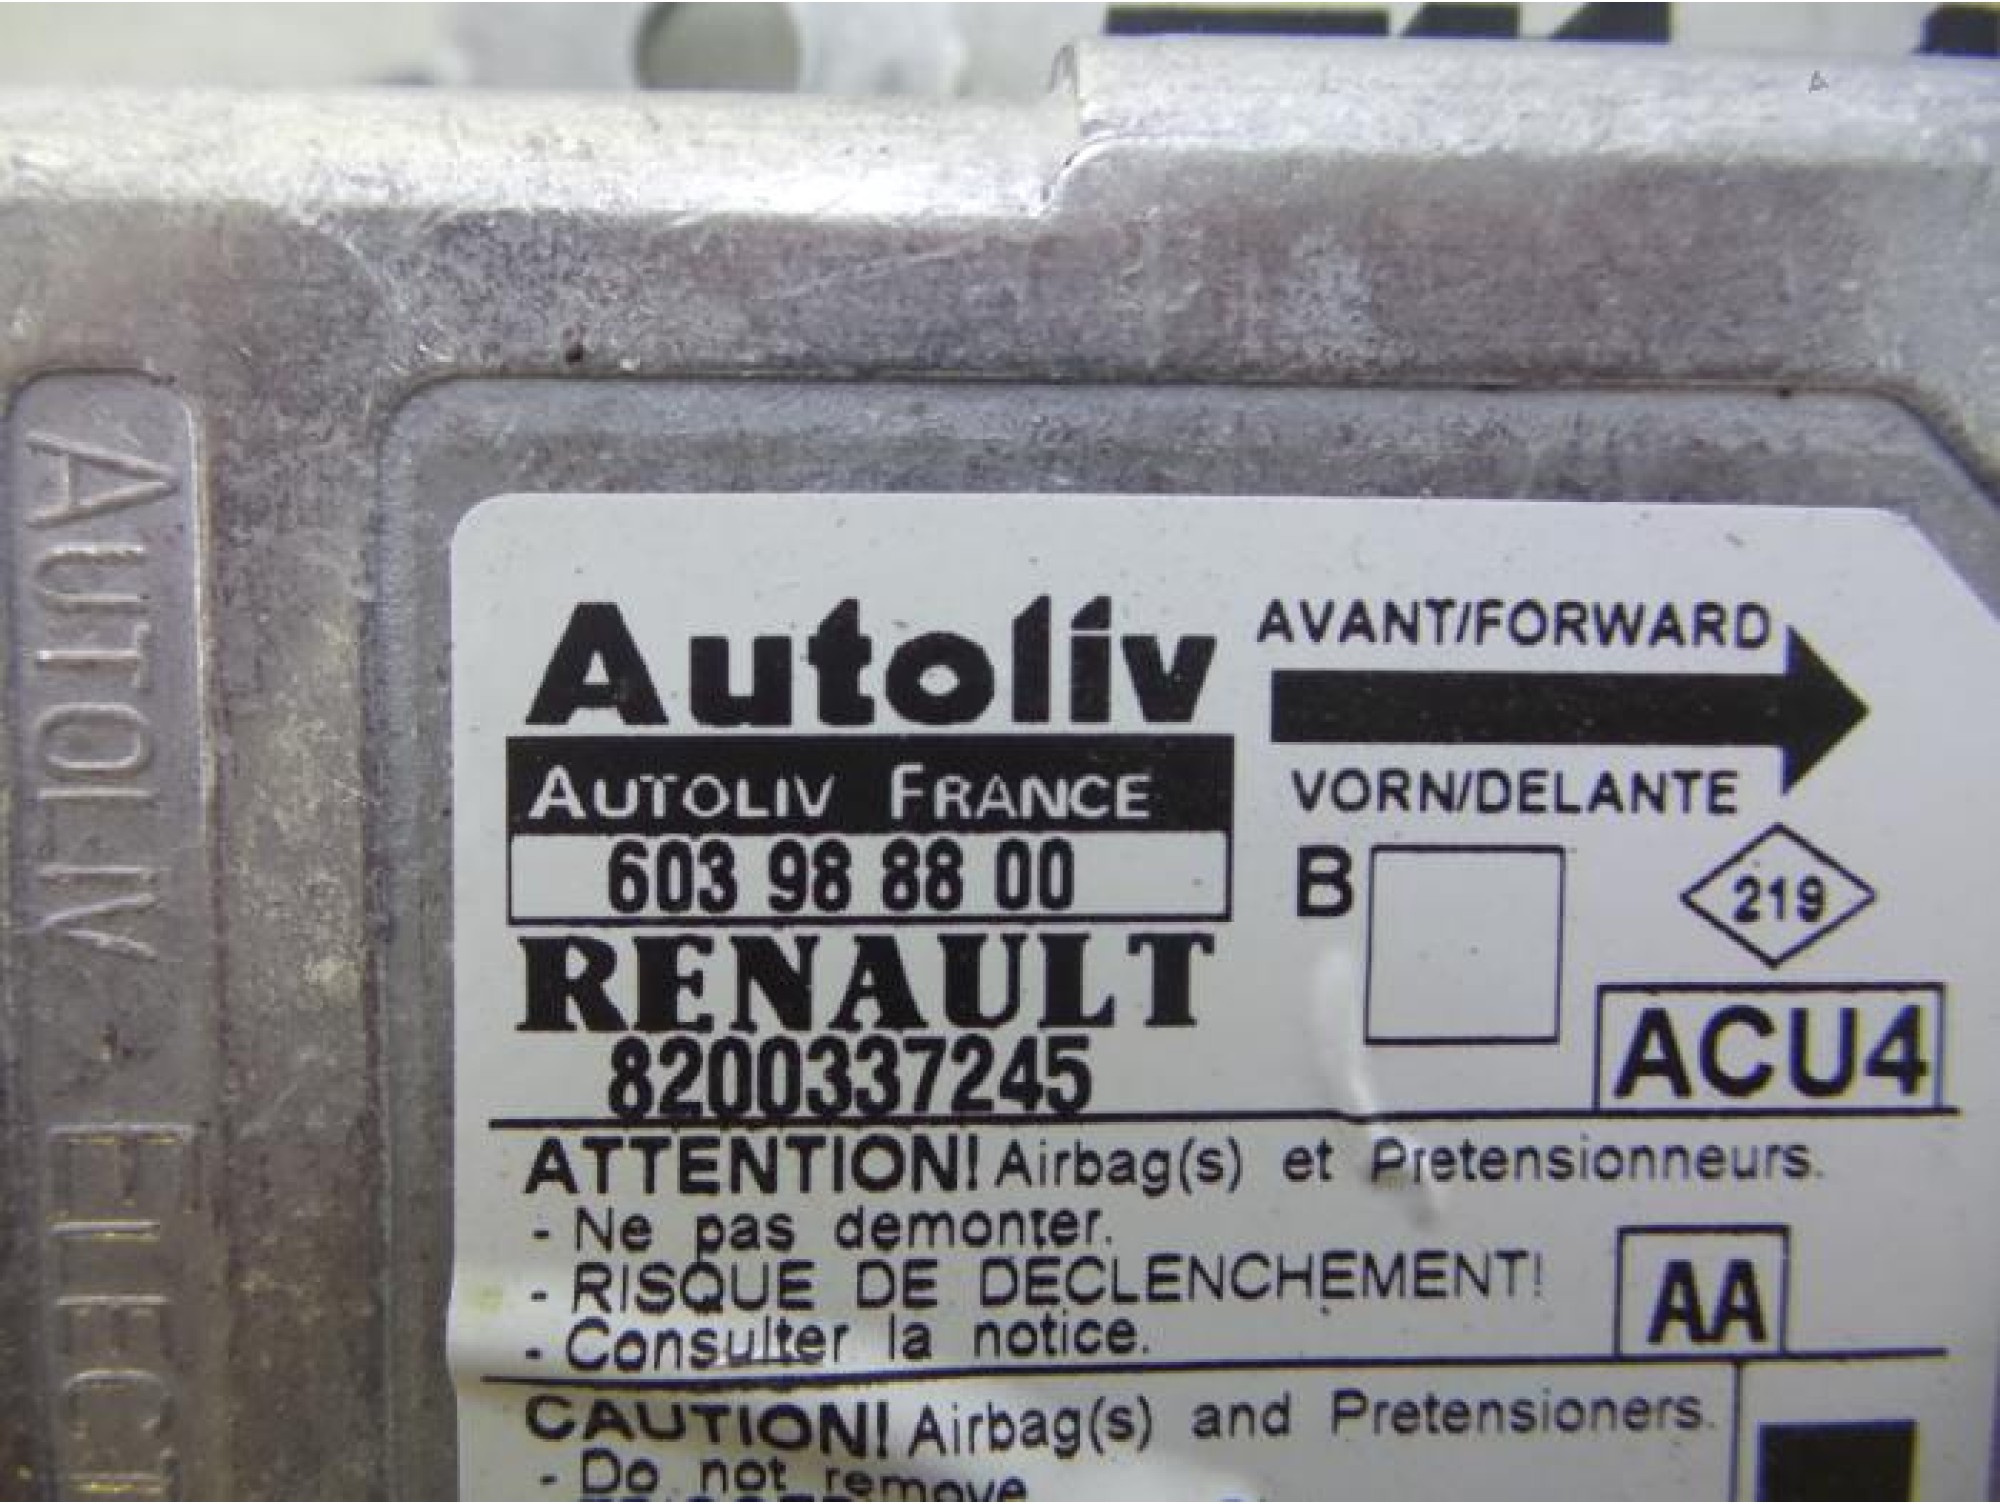 AUTOLIV ELECT
Autoliv
AUTOLIV FRANCE
603 98 88 00
RENAULT
8200337245
AVANT/FORWARD
VORN/DELANTE
B
219
ACU4
ATTENTION! Airbag(s) et Pretensionneurs.
- Ne pas demonter.
- RISQUE DE DECLENCHEMENT!
- Consulter la notice.
AA
CAUTION! Airbag(s) and Pretensioners.
- Do not remove